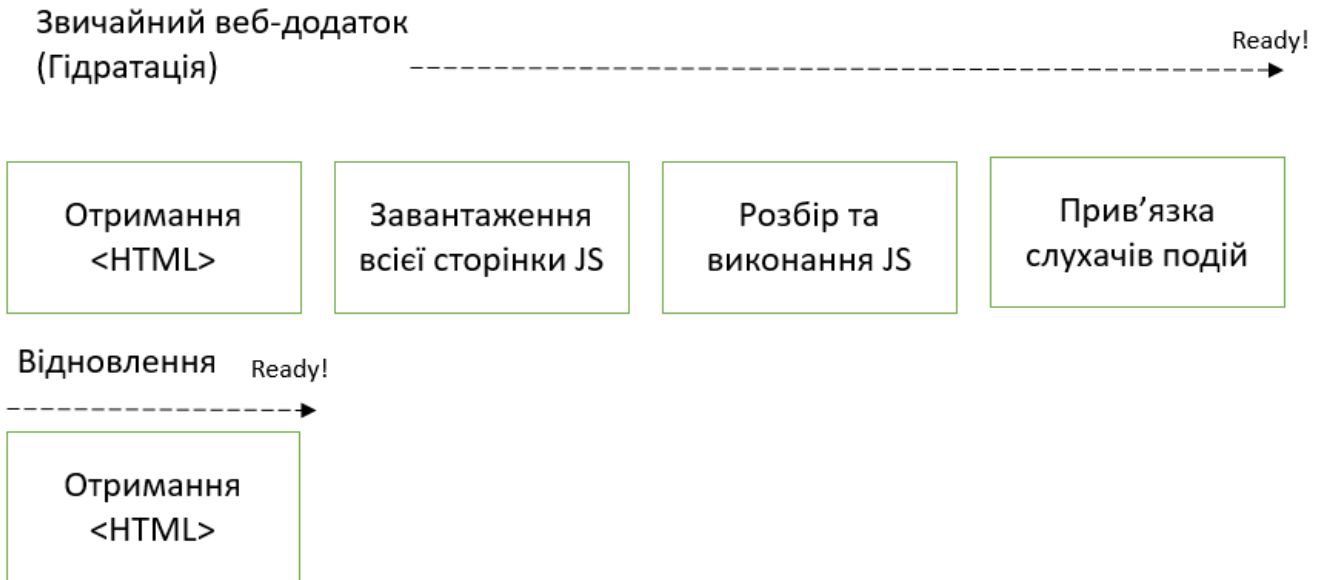 Звичайний веб-додаток
(Гідратація)
Ready!
Отримання
<HTML>
Завантаження
всієї сторінки JS
Розбір та
виконання JS
Прив’язка
слухачів подій
Відновлення
Ready!
Отримання
<HTML>